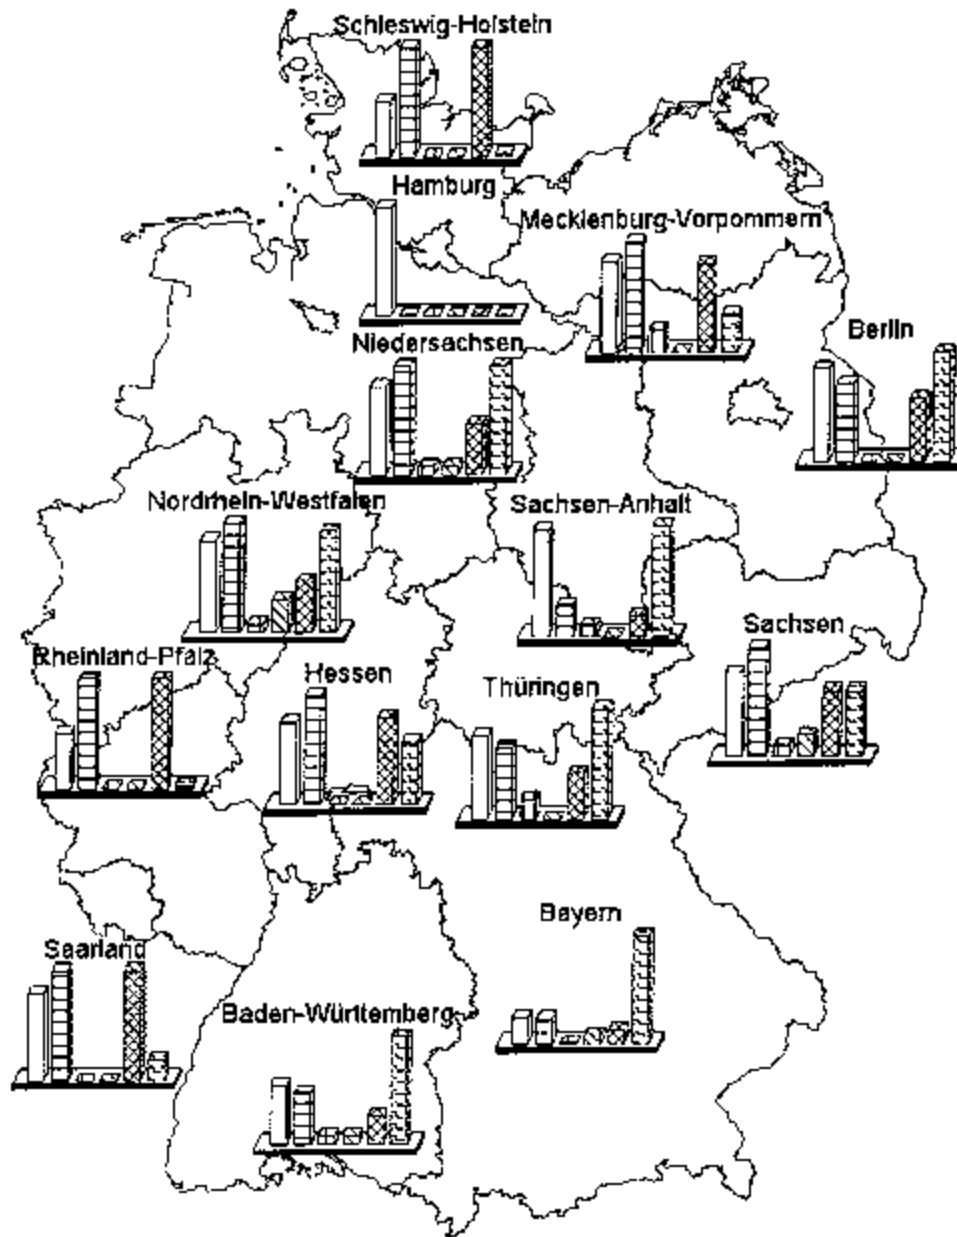 Schleswig-Holstein
Hamburg
Mecklenburg-Vorpommern
Berlin
Niedersachsen
Nordrhein-Westfalen
Sachsen-Anhalt
Sachsen
Rheinland-Pfalz
Hessen
Thüringen
Bayern
Saarland
Baden-Württemberg